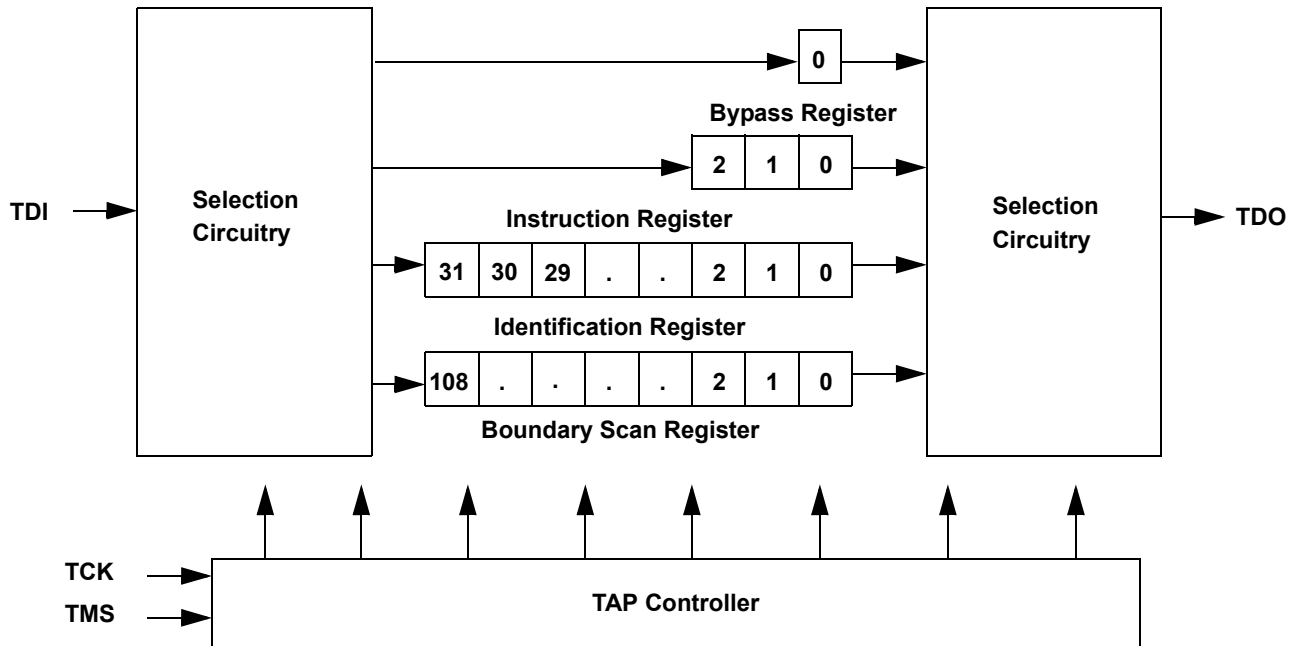 0
Bypass Register
2 1 0
TDI
Selection
Circuitry
Selection
Circuitry
TDO
Instruction Register
31 30 29 . . 2 1 0
Identification Register
108 . . . . 2 1 0
Boundary Scan Register
TCK
TMS
TAP Controller